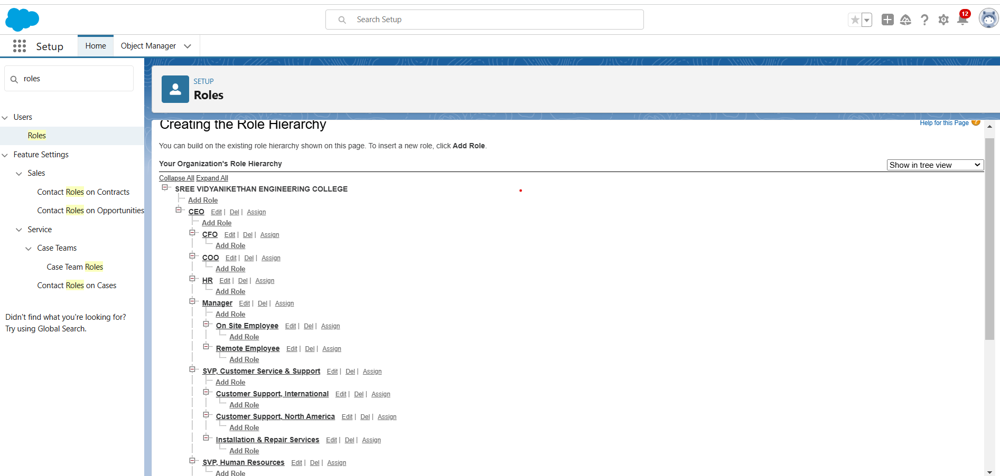 Search Setup
12
Setup
Home
Object Manager
roles
Users
Roles
Feature Settings
Sales
Contact Roles on Contracts
Contact Roles on Opportunities
Service
Case Teams
Case Team Roles
Contact Roles on Cases
Didn't find what you're looking for?
Try using Global Search.
SETUP
Roles
Creating the Role Hierarchy
Help for this Page ?
You can build on the existing role hierarchy shown on this page. To insert a new role, click Add Role.
Your Organization's Role Hierarchy
Show in tree view
Collapse All Expand All
SREE VIDYANIKETHAN ENGINEERING COLLEGE
Add Role
CEO Edit | Del | Assign
Add Role
CFO Edit | Del | Assign
Add Role
COO Edit | Del | Assign
Add Role
HR Edit | Del | Assign
Add Role
Manager Edit | Del | Assign
Add Role
On Site Employee Edit | Del | Assign
Add Role
Remote Employee Edit | Del | Assign
Add Role
SVP, Customer Service & Support Edit | Del | Assign
Add Role
Customer Support, International Edit | Del | Assign
Add Role
Customer Support, North America Edit | Del | Assign
Add Role
Installation & Repair Services Edit | Del | Assign
Add Role
SVP, Human Resources Edit | Del | Assign
Add Role